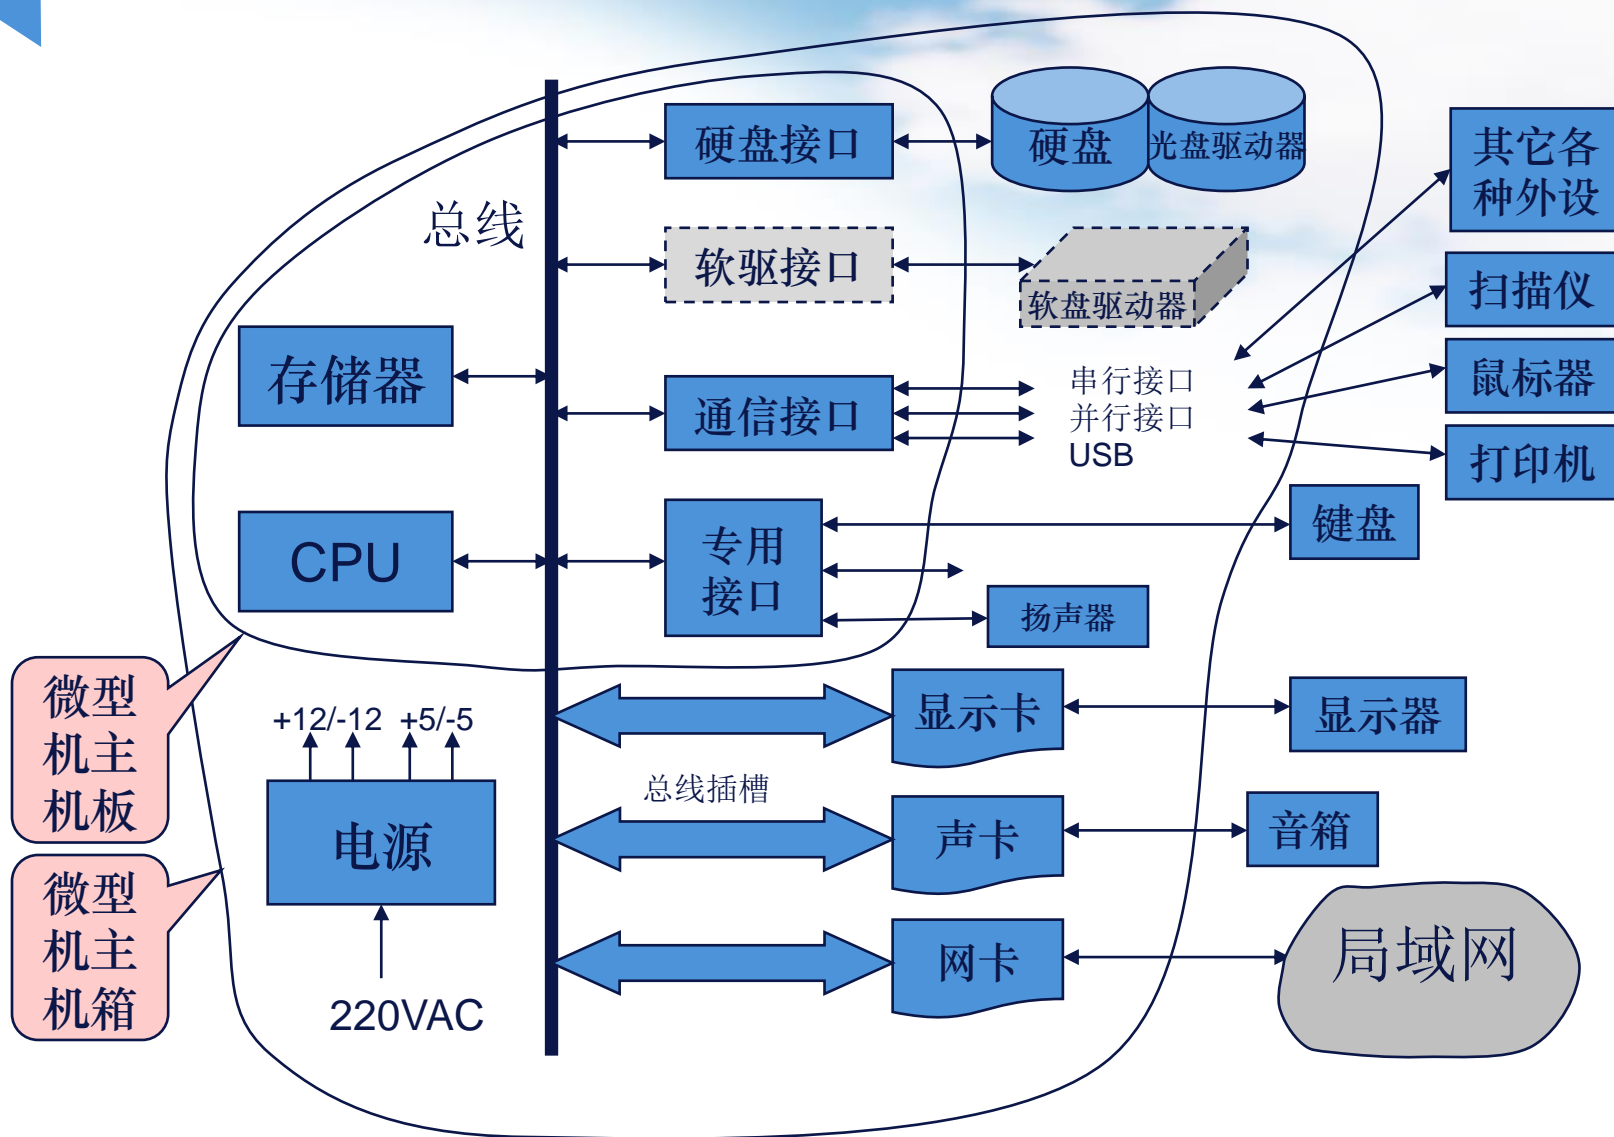 硬盘接口
硬盘
光盘驱动器
其它各
种外设
总线
软驱接口
软盘驱动器
扫描仪
存储器
通信接口
串行接口
并行接口
USB
鼠标器
打印机
CPU
专用
接口
键盘
扬声器
微型
机主
机板
+12/-12
+5/-5
显示卡
显示器
总线插槽
电源
声卡
音箱
微型
机主
机箱
220VAC
网卡
局域网